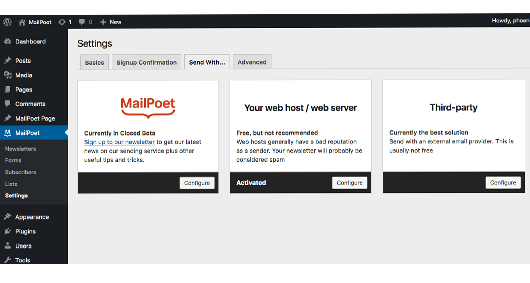 MailPoet 1 0 + New Howdy, phoen
Dashboard
Posts
Media
Pages
Comments
MailPoet Page
MailPoet
Newsletters
Forms
Subscribers
Lists
Settings
Appearance
Plugins
Users
Tools
Settings
Basics Signup Confirmation Send With... Advanced
MailPoet
Currently in Closed Beta
Sign up to our newsletter to get our latest
news on our sending service plus other
useful tips and tricks.
Configure
Your web host / web server
Free, but not recommended
Web hosts generally have a bad reputation
as a sender. Your newsletter will probably be
considered spam
Activated Configure
Third-party
Currently the best solution
Send with an external email provider. This is
usually not free
Configure